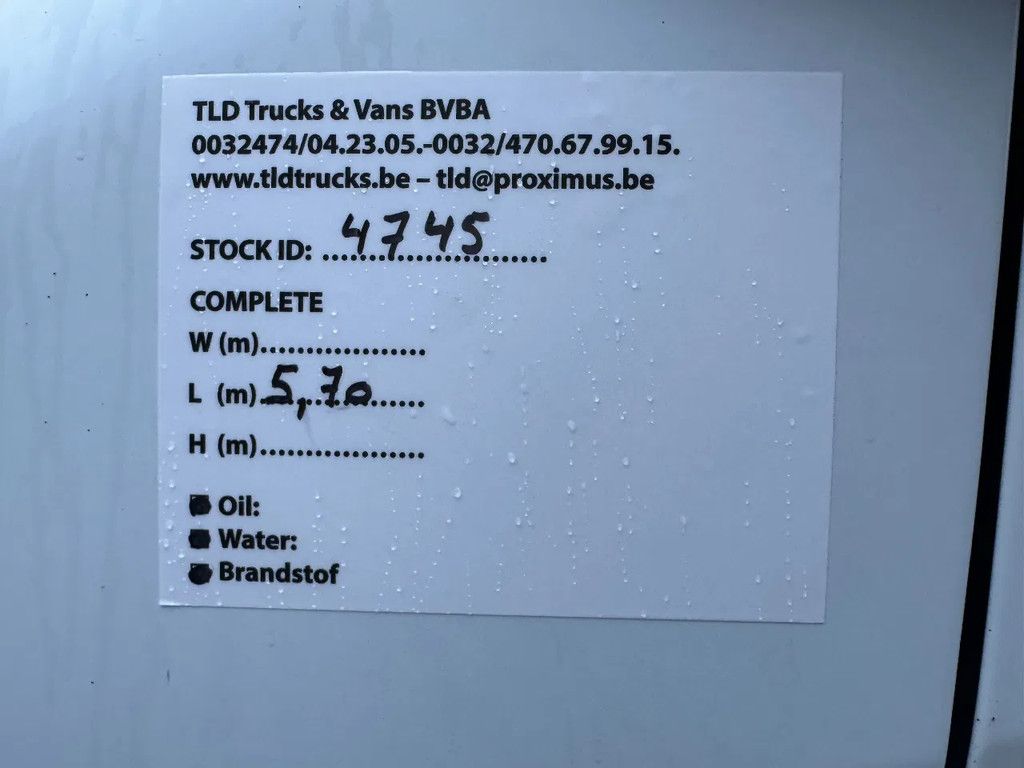 TLD Trucks & Vans BVBA
0032474/04.23.05.-0032/470.67.99.15.
www.tldtrucks.be – tld@proximus.be
STOCK ID: 4745
COMPLETE
W (m)..................
L (m) 5,70
H (m)..................
Oil:
Water:
Brandstof